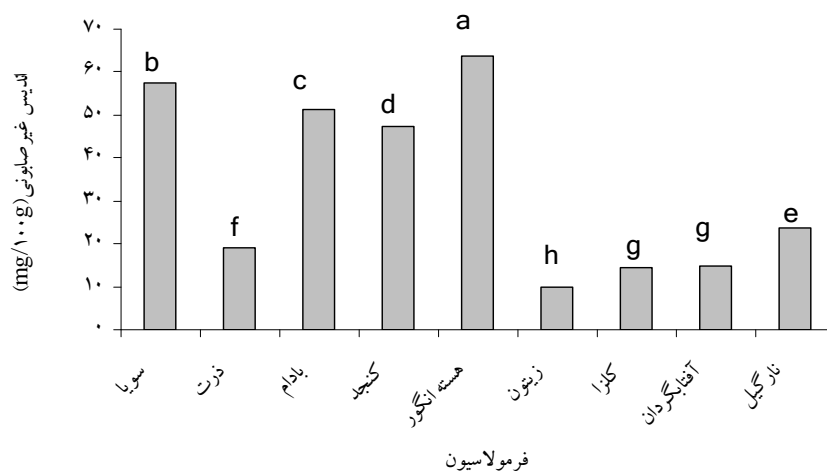 اندیس غیرصابونی (mg/۱۰۰g)
۷۰
۶۰
۵۰
۴۰
۳۰
۲۰
۱۰
۰
b
f
c
d
a
h
g
g
e
سویا
ذرت
بادام
کنجد
هسته انگور
زیتون
کلزا
آفتابگردان
نارگیل
فرمولاسیون